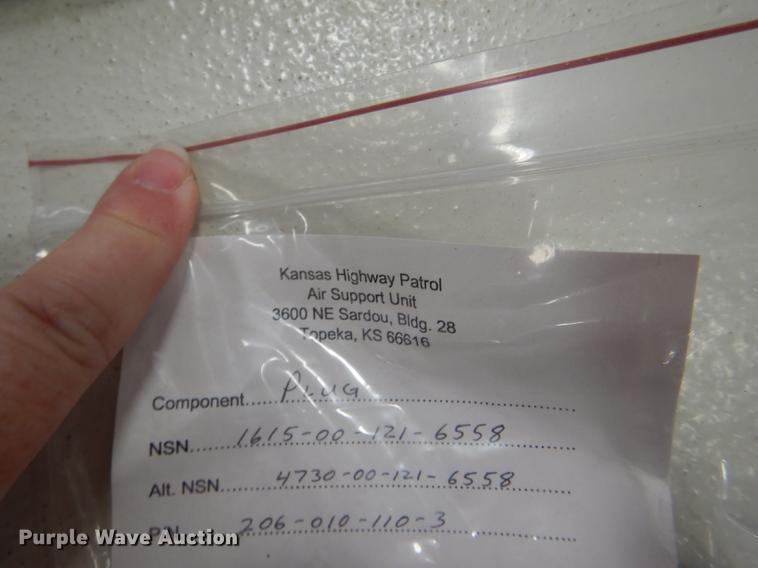 Kansas Highway Patrol
Air Support Unit
3600 NE Sardou, Bldg. 28
Topeka, KS 66616
Component.... PLUG
NSN.... 1615-00-121-6558
Alt. NSN.... 4730-00-121-6558
P/N.... 206-010-110-3
Purple Wave Auction